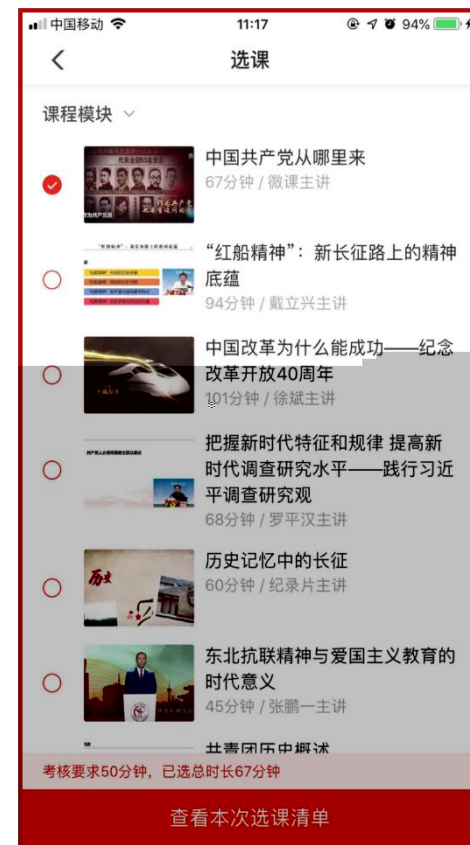 中国移动
11:17
94%
选课
课程模块
中国共产党从哪里来
67分钟 / 微课主讲
“红船精神”：新长征路上的精神
底蕴
94分钟 / 戴立兴主讲
中国改革为什么能成功——纪念
改革开放40周年
101分钟 / 徐斌主讲
把握新时代特征和规律 提高新
时代调查研究水平——践行习近
平调查研究观
68分钟 / 罗平汉主讲
历史记忆中的长征
60分钟 / 纪录片主讲
历史
东北抗联精神与爱国主义教育的
时代意义
45分钟 / 张鹏一主讲
共青团历史概述
考核要求50分钟，已选总时长67分钟
查看本次选课清单